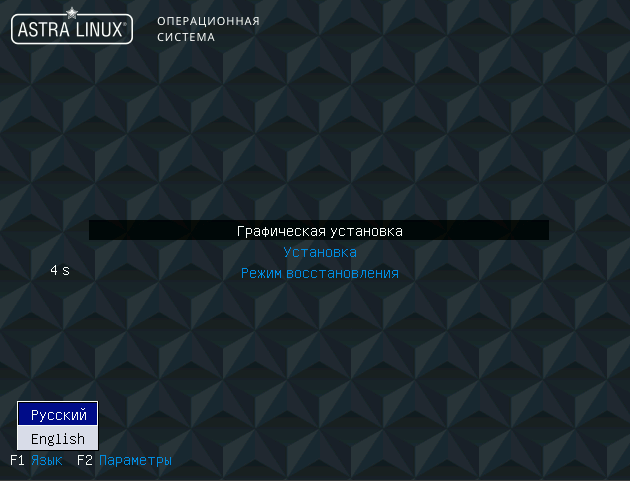 ASTRA LINUX®
ОПЕРАЦИОННАЯ
СИСТЕМА
Графическая установка
Установка
4 s
Режим восстановления
Русский
English
F1 Язык F2 Параметры